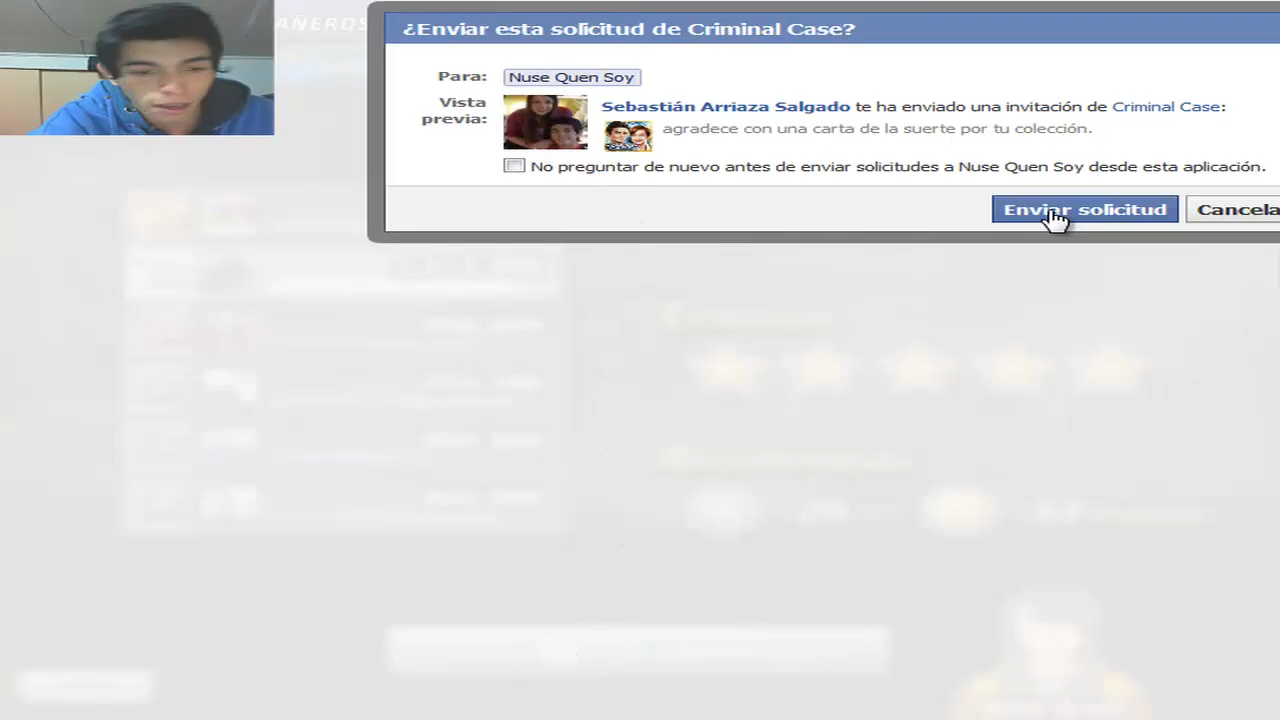 AÑEROS
¿Enviar esta solicitud de Criminal Case?
Para: Nuse Quen Soy
Vista previa:
Sebastián Arriaza Salgado te ha enviado una invitación de Criminal Case:
agradece con una carta de la suerte por tu colección.
No preguntar de nuevo antes de enviar solicitudes a Nuse Quen Soy desde esta aplicación.
Enviar solicitud
Cancela